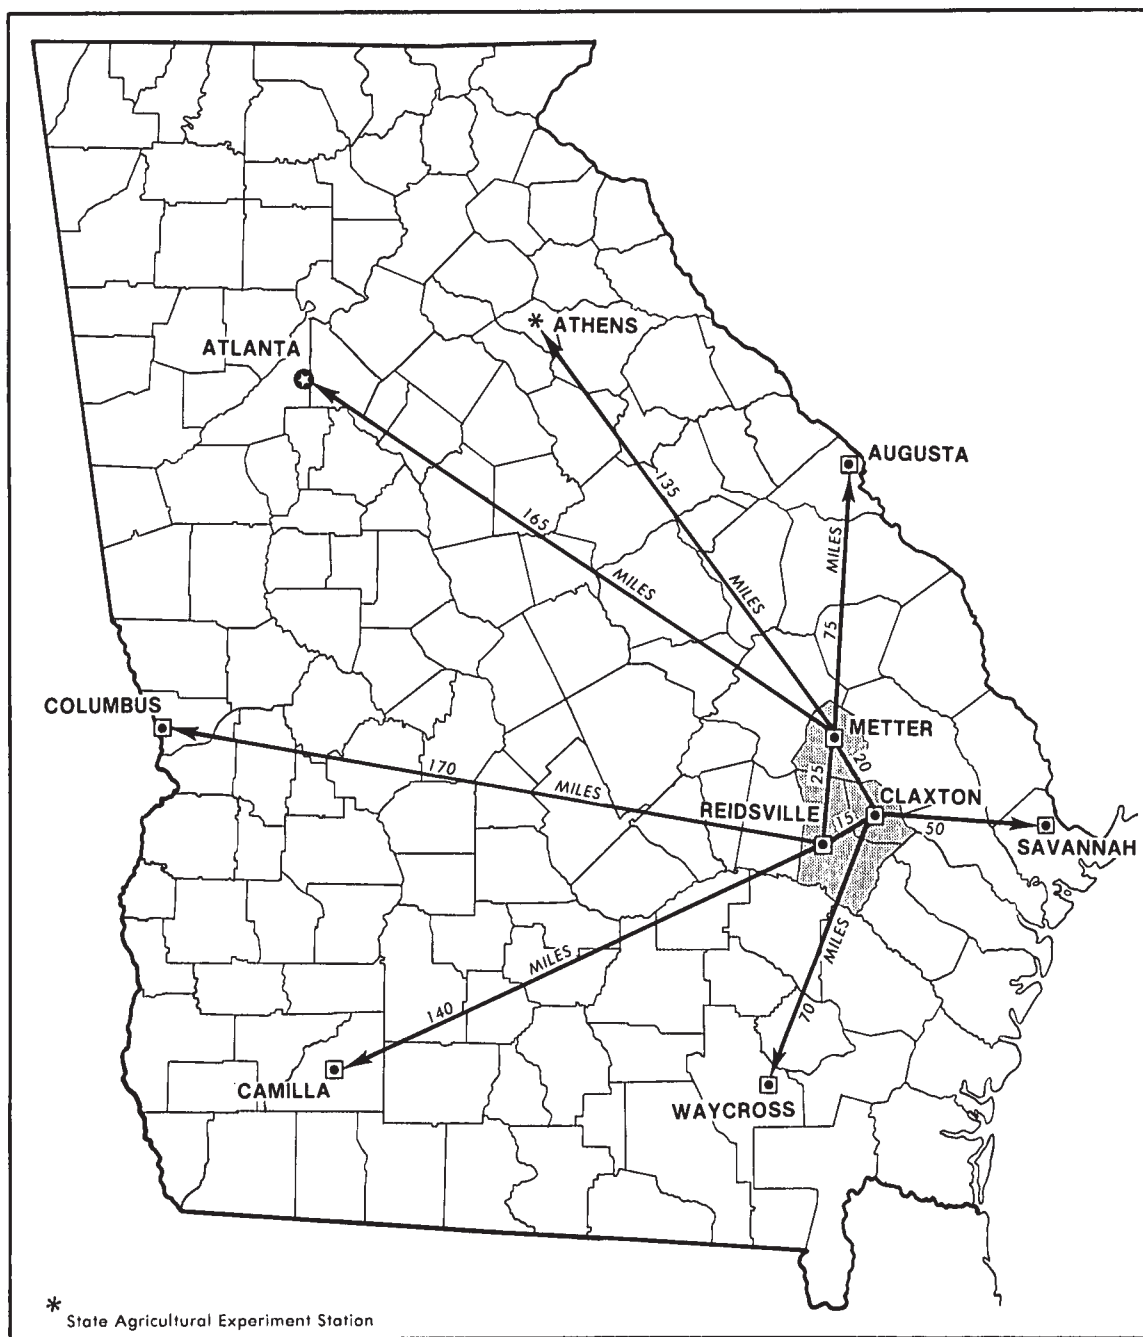 ATHENS
ATLANTA
AUGUSTA
135
165
MILES
MILES
MILES
75
COLUMBUS
METTER
170
MILES
25
20
CLAXTON
REIDSVILLE
15
50
SAVANNAH
MILES
MILES
140
70
CAMILLA
WAYCROSS
* State Agricultural Experiment Station